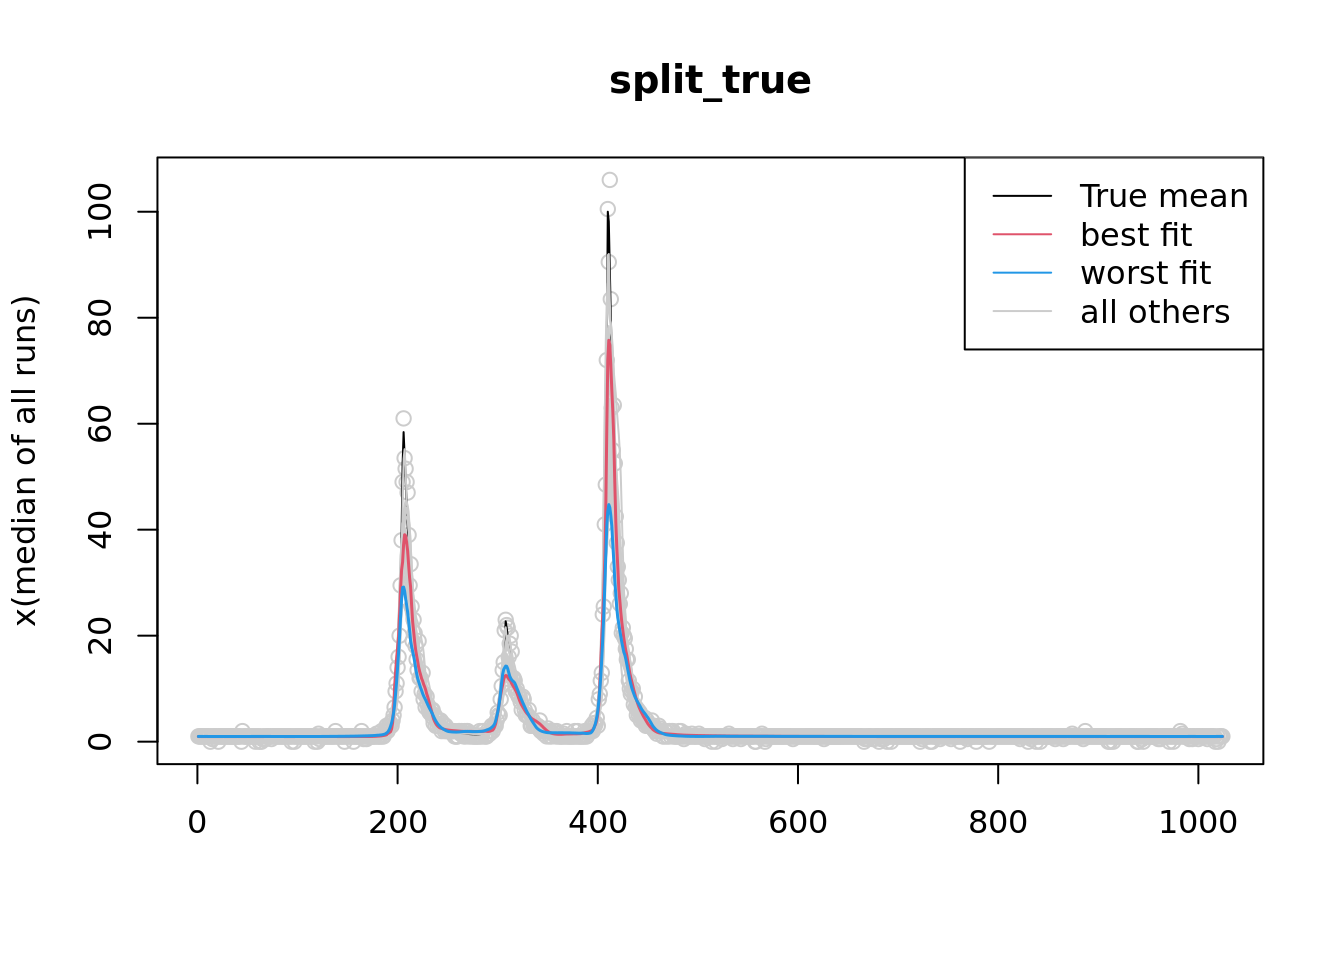 split_true
x(median of all runs)
100
80
60
40
20
0
True mean
best fit
worst fit
all others
0 200 400 600 800 1000